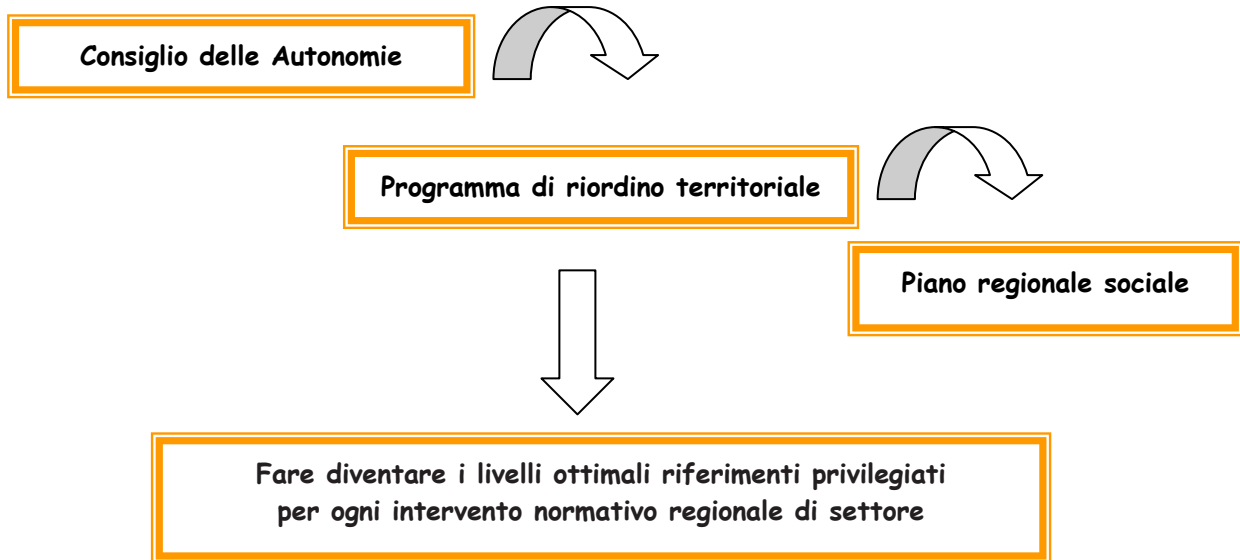 Consiglio delle Autonomie
Programma di riordino territoriale
Piano regionale sociale
Fare diventare i livelli ottimali riferimenti privilegiati
per ogni intervento normativo regionale di settore